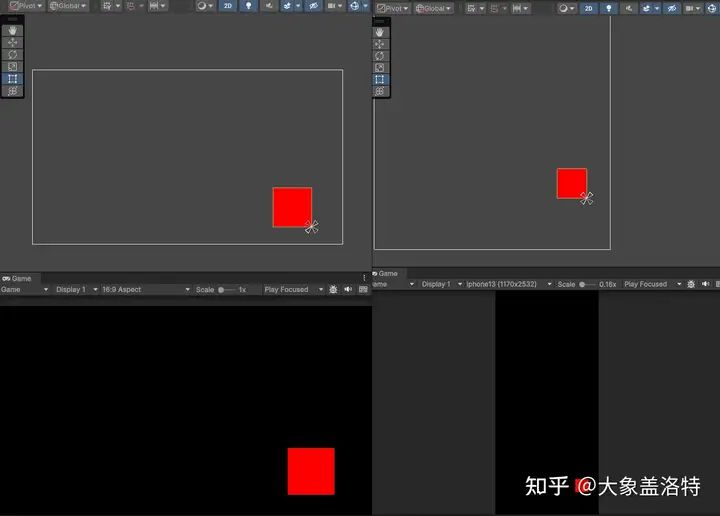 Pivot Global 2D
Pivot Global 2D
Game
Game Display 1 16:9 Aspect Scale 1x Play Focused
Game
Game Display 1 iphone13 (1170x2532) Scale 0.16x Play Focused
知乎 @大象盖洛特